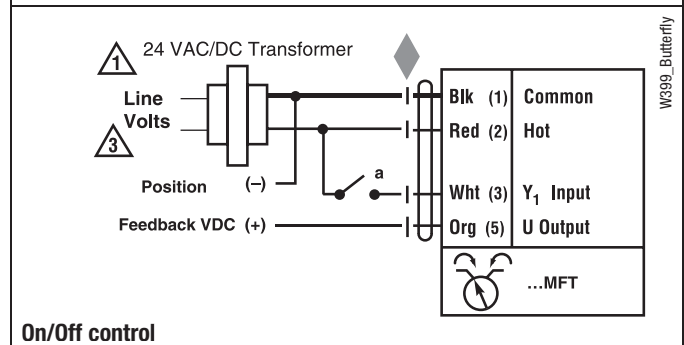 1 24 VAC/DC Transformer
Line
Volts
3
Position (–)
Feedback VDC (+)
a
Blk (1) Common
Red (2) Hot
Wht (3) Y₁ Input
Org (5) U Output
...MFT
W399_Butterfly
On/Off control